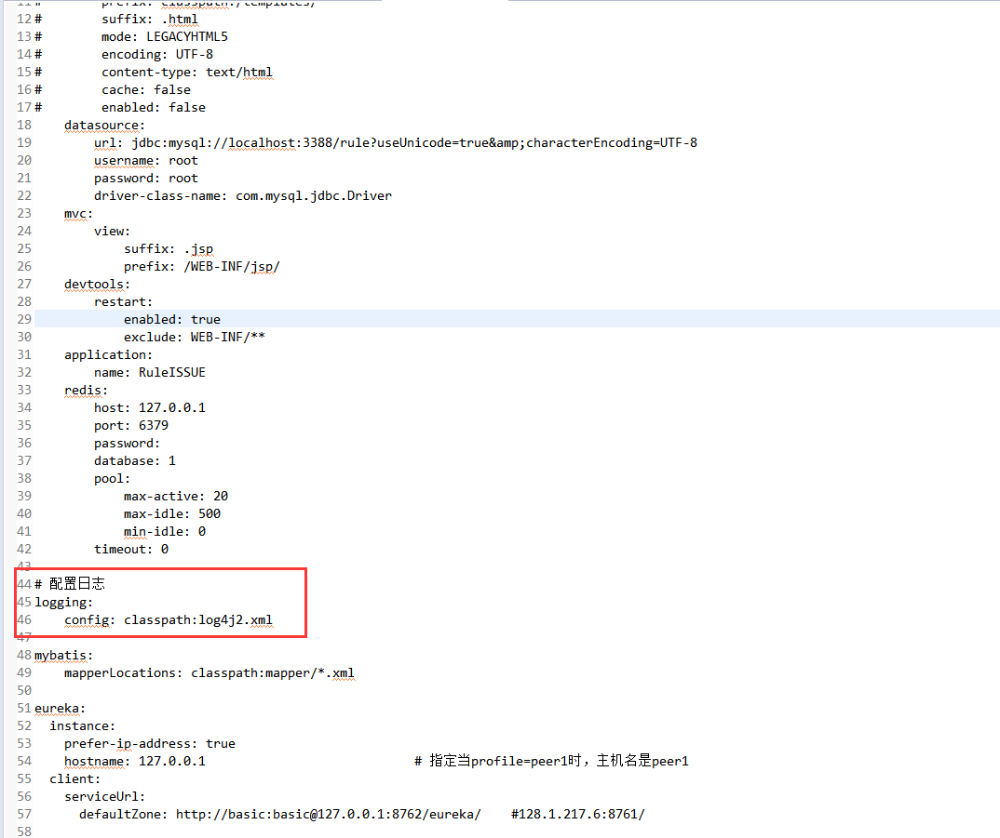 11#        prefix: classpath:/templates/
12#        suffix: .html
13#        mode: LEGACYHTML5
14#        encoding: UTF-8
15#        content-type: text/html
16#        cache: false
17#        enabled: false
18    datasource:
19        url: jdbc:mysql://localhost:3388/rule?useUnicode=true&amp;characterEncoding=UTF-8
20        username: root
21        password: root
22        driver-class-name: com.mysql.jdbc.Driver
23    mvc:
24        view:
25            suffix: .jsp
26            prefix: /WEB-INF/jsp/
27    devtools:
28        restart:
29            enabled: true
30            exclude: WEB-INF/**
31    application:
32        name: RuleISSUE
33    redis:
34        host: 127.0.0.1
35        port: 6379
36        password:
37        database: 1
38        pool:
39            max-active: 20
40            max-idle: 500
41            min-idle: 0
42        timeout: 0
43
44# 配置日志
45logging:
46    config: classpath:log4j2.xml
47
48mybatis:
49    mapperLocations: classpath:mapper/*.xml
50
51eureka:
52  instance:
53    prefer-ip-address: true
54    hostname: 127.0.0.1                            # 指定当profile=peer1时，主机名是peer1
55  client:
56    serviceUrl:
57      defaultZone: http://basic:basic@127.0.0.1:8762/eureka/    #128.1.217.6:8761/
58